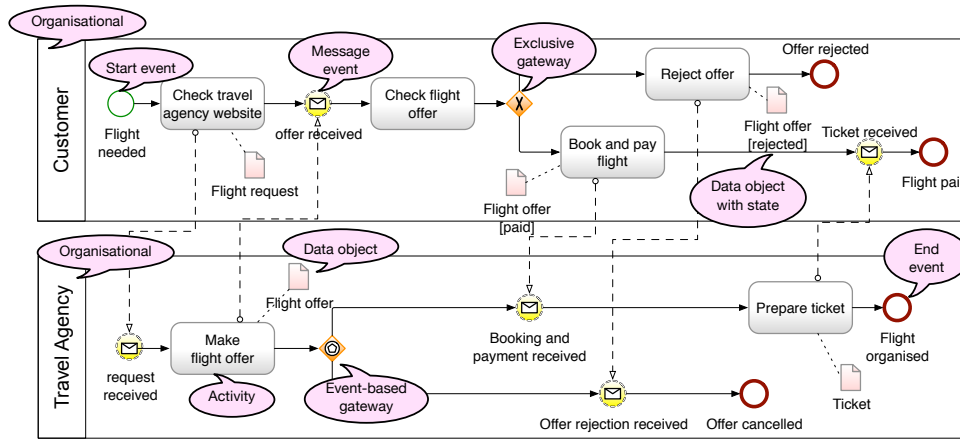 Organisational
Customer
Start event
Flight
needed
Check travel
agency website
Flight request
Message
event
offer received
Check flight
offer
Exclusive
gateway
Reject offer
Offer rejected
Flight offer
[rejected]
Book and pay
flight
Flight offer
[paid]
Data object
with state
Ticket received
Flight pai
Travel Agency
Organisational
request
received
Make
flight offer
Activity
Data object
Flight offer
Event-based
gateway
Booking and
payment received
Offer rejection received
Offer cancelled
Prepare ticket
Ticket
End
event
Flight
organised